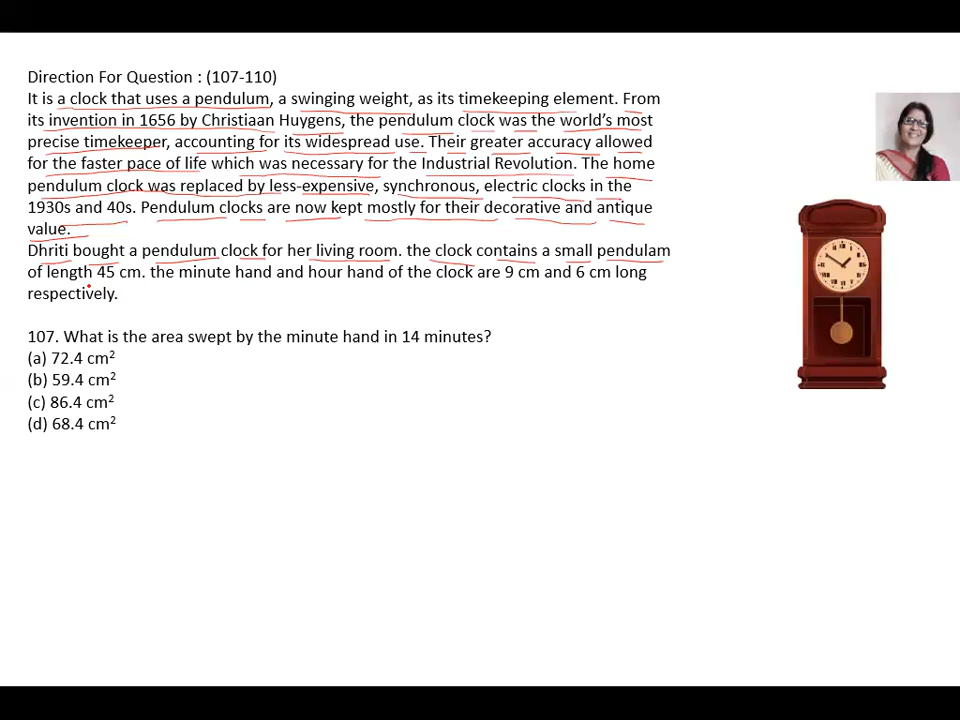 Direction For Question : (107-110)
It is a clock that uses a pendulum, a swinging weight, as its timekeeping element. From
its invention in 1656 by Christiaan Huygens, the pendulum clock was the world’s most
precise timekeeper, accounting for its widespread use. Their greater accuracy allowed
for the faster pace of life which was necessary for the Industrial Revolution. The home
pendulum clock was replaced by less-expensive, synchronous, electric clocks in the
1930s and 40s. Pendulum clocks are now kept mostly for their decorative and antique
value.
Dhriti bought a pendulum clock for her living room. the clock contains a small pendulam
of length 45 cm. the minute hand and hour hand of the clock are 9 cm and 6 cm long
respectively.
107. What is the area swept by the minute hand in 14 minutes?
(a) 72.4 cm²
(b) 59.4 cm²
(c) 86.4 cm²
(d) 68.4 cm²